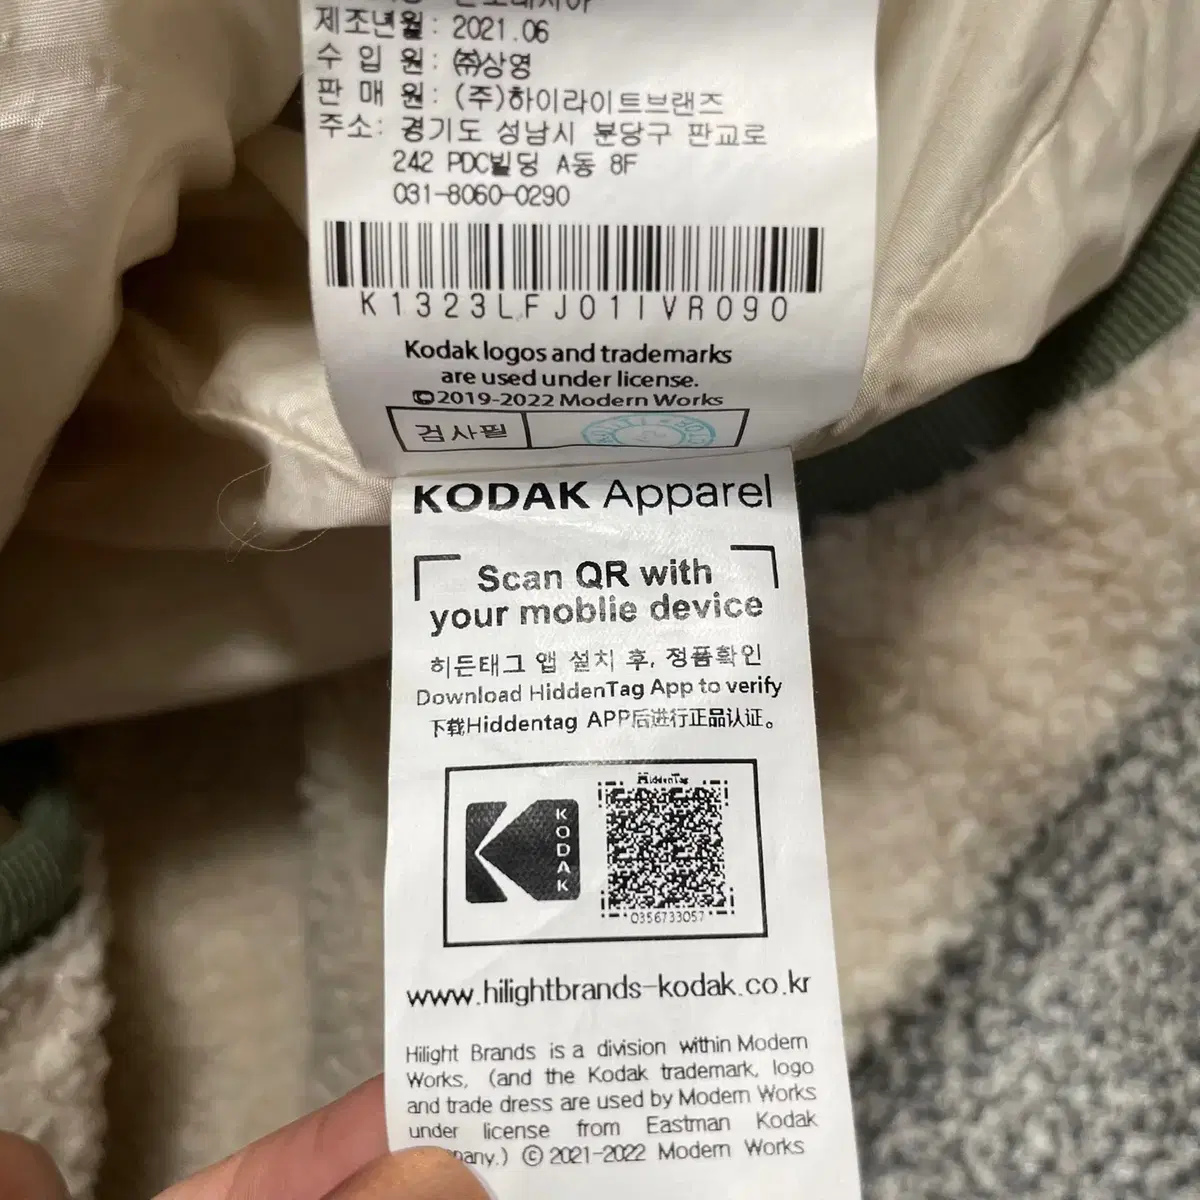 제조년월: 2021.06
수 입 원: ㈜상영
판 매 원: (주)하이라이트브랜즈
주소: 경기도 성남시 분당구 판교로
242 PDC빌딩 A동 8F
031-8060-0290
K1323LFJ01IVR090
Kodak logos and trademarks
are used under license.
©2019-2022 Modern Works
검사필
KODAK Apparel
Scan QR with
your moblie device
히든태그 앱 설치 후, 정품확인
Download HiddenTag App to verify
下载Hiddentag APP后进行正品认证。
HiddenTag
KODAK
0356733057
www.hilightbrands-kodak.co.kr
Hilight Brands is a division within Modern
Works, (and the Kodak trademark, logo
and trade dress are used by Modern Works
under license from Eastman Kodak
pany.) © 2021-2022 Modern Works